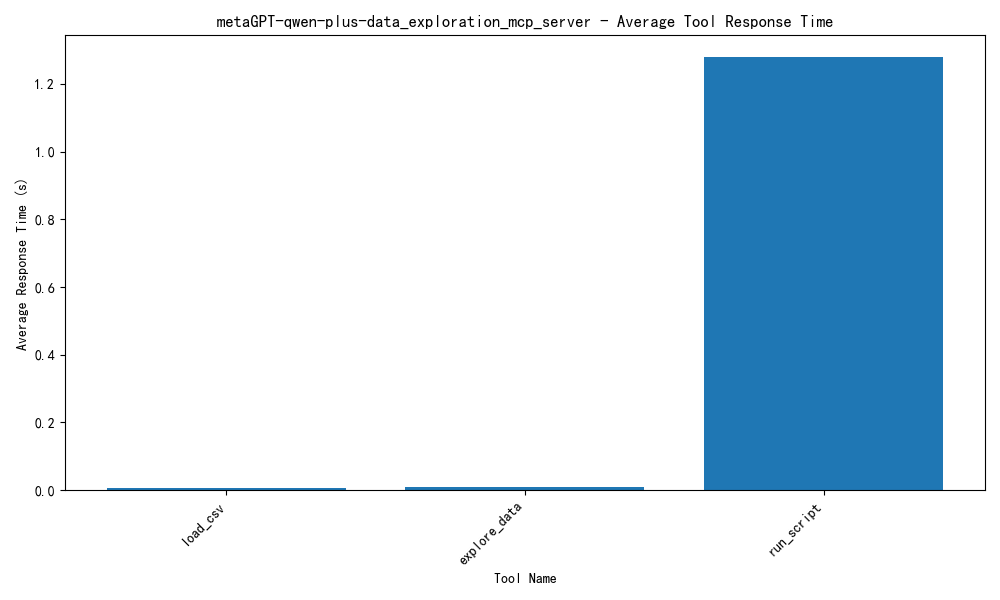 metaGPT-qwen-plus-data_exploration_mcp_server - Average Tool Response Time
Average Response Time (s)
1.2
1.0
0.8
0.6
0.4
0.2
0.0
load_csv
explore_data
run_script
Tool Name